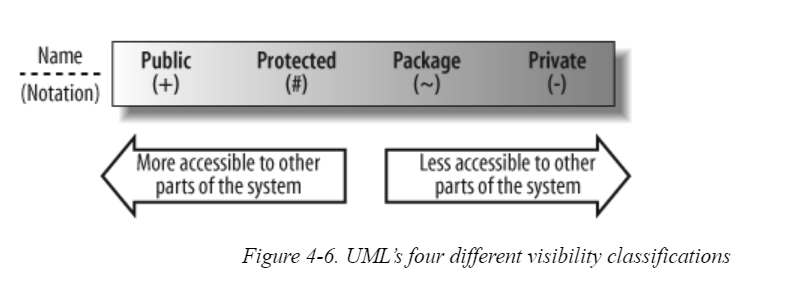 Name Public Protected Package Private
(Notation) (+) (#) (~) (-)
More accessible to other
parts of the system
Less accessible to other
parts of the system
Figure 4-6. UML's four different visibility classifications